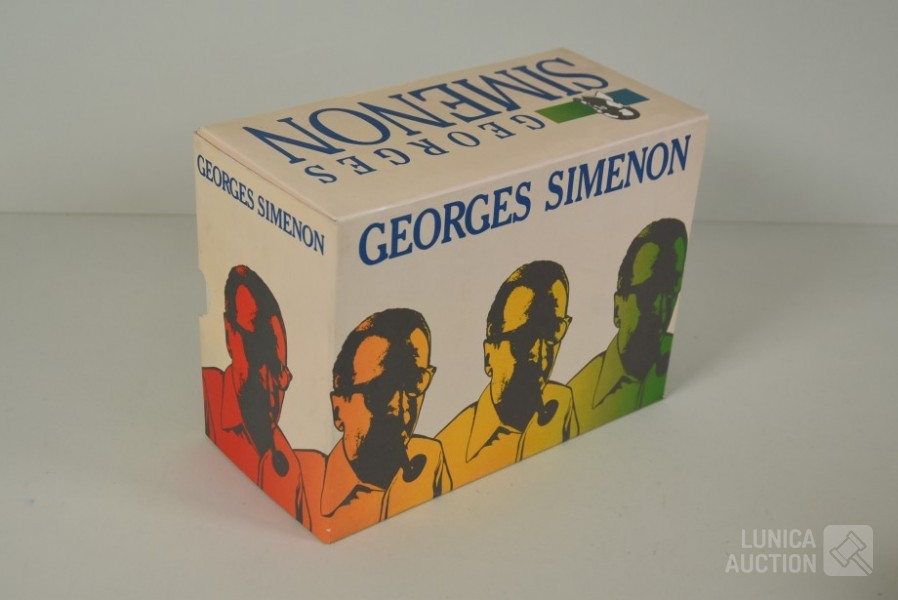 GEORGES
SIMENON
GEORGES SIMENON
GEORGES SIMENON
LUNICA
AUCTION